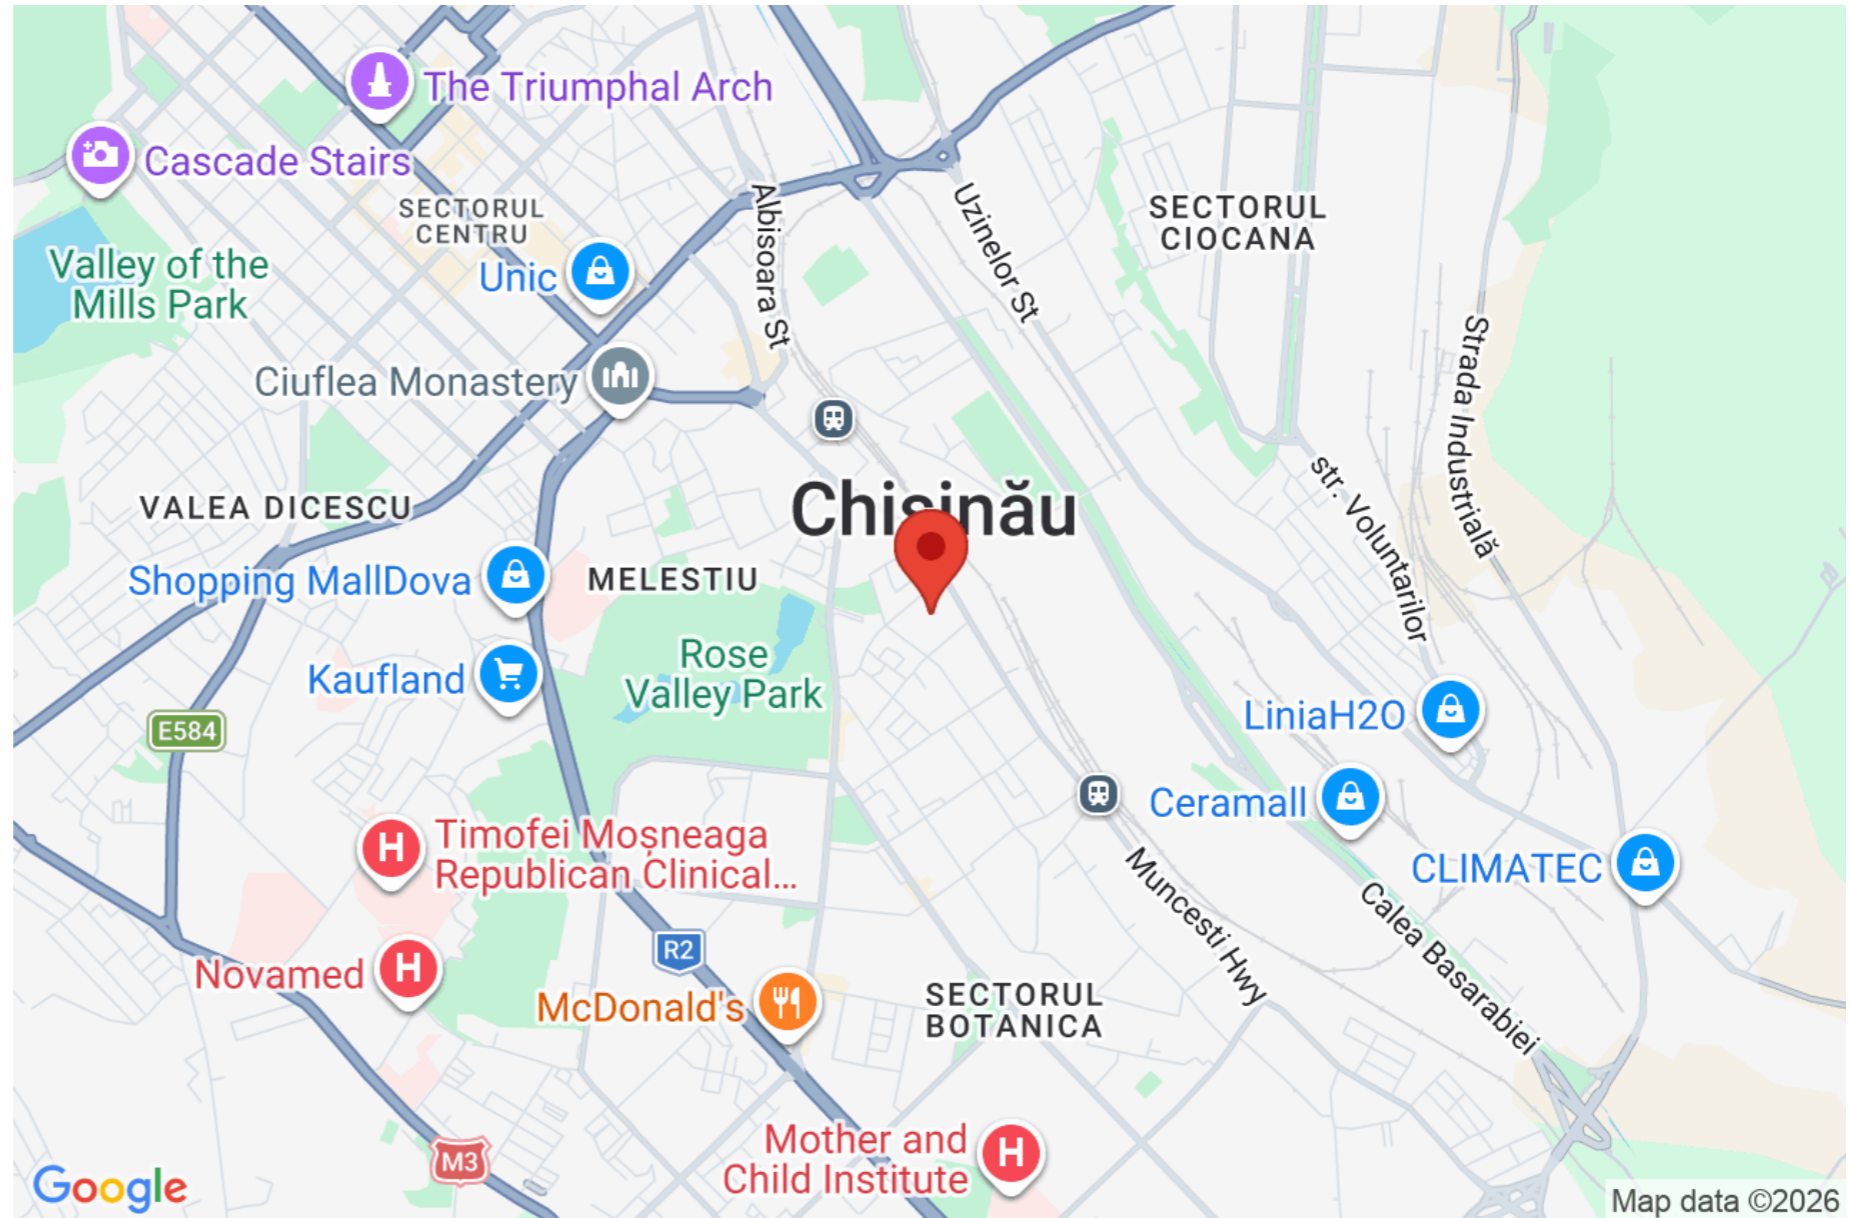 The Triumphal Arch
Cascade Stairs
SECTORUL
CENTRU
Valley of the
Mills Park
Unic
Albisoara St
Uzinelor St
SECTORUL
CIOCANA
Ciuflea Monastery
Strada Industrială
VALEA DICESCU
Chișinău
str. Voluntarilor
Shopping MallDova
MELESTIU
Rose
Valley Park
Kaufland
E584
LiniaH2O
Ceramall
Timofei Moșneaga
Republican Clinical...
CLIMATEC
Muncesti Hwy
Calea Basarabiei
R2
Novamed
McDonald's
SECTORUL
BOTANICA
M3
Mother and
Child Institute
Google
Map data ©2026